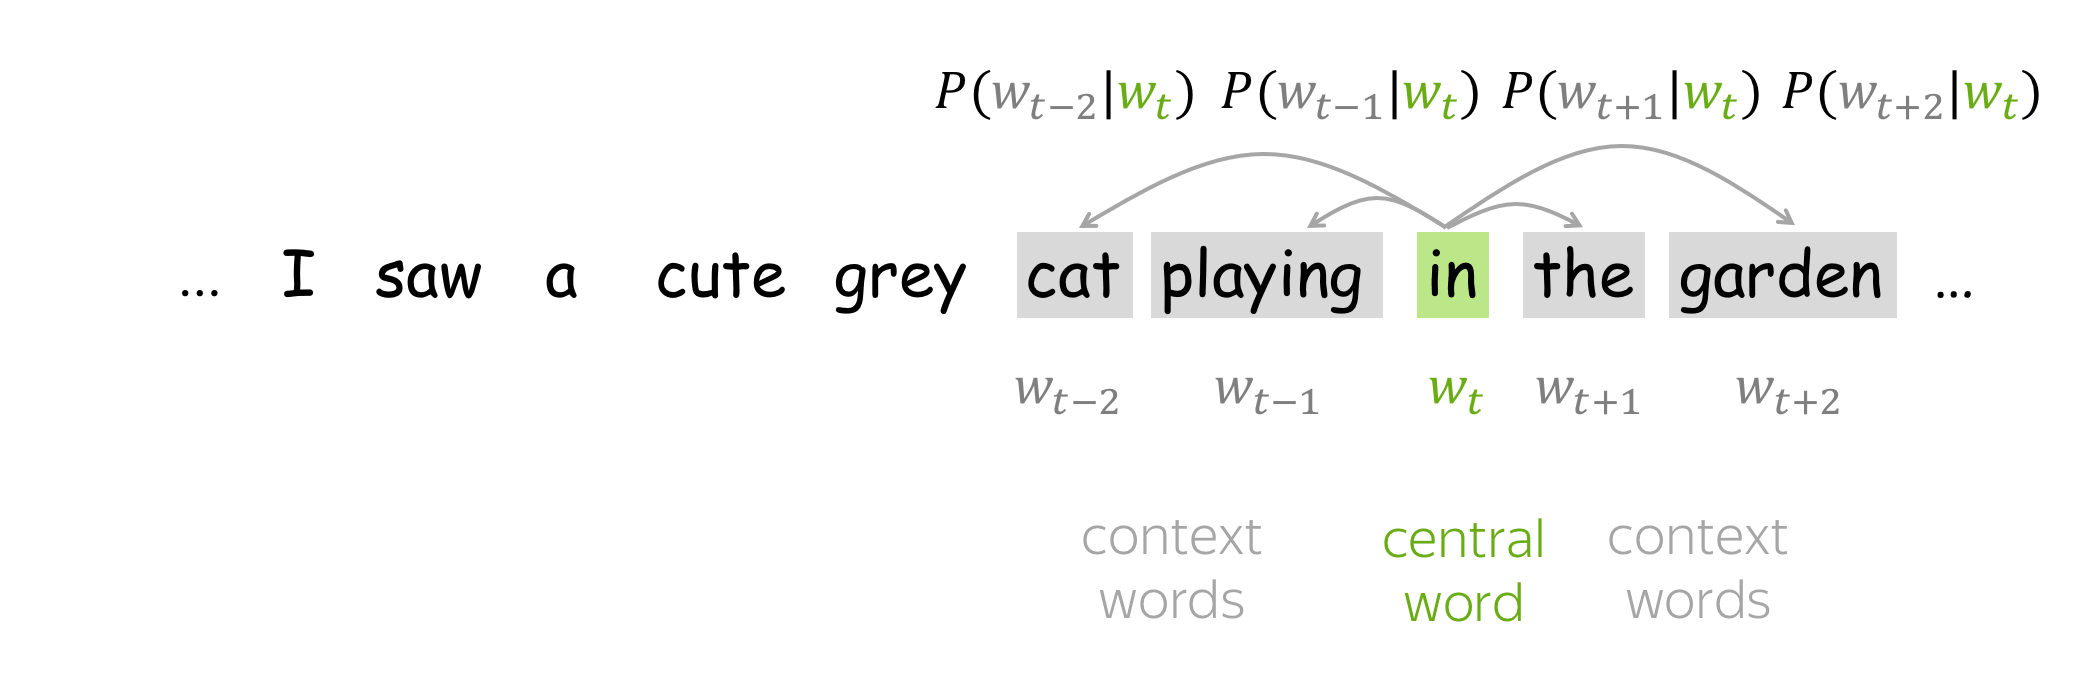 P(w_{t−2}|w_t) P(w_{t−1}|w_t) P(w_{t+1}|w_t) P(w_{t+2}|w_t)
... I saw a cute grey cat playing in the garden ...
w_{t−2} w_{t−1} w_t w_{t+1} w_{t+2}
context central context
words word words